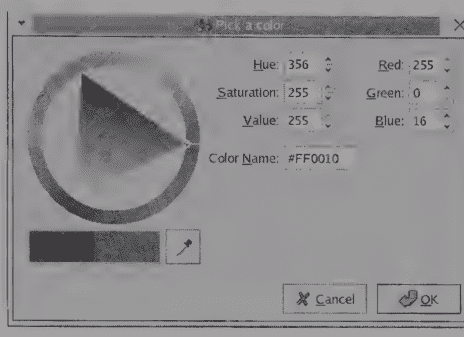 Pick a color
Hue: 356 Red: 255
Saturation: 255 Green: 0
Value: 255 Blue: 16
Color Name: #FF0010
Cancel OK